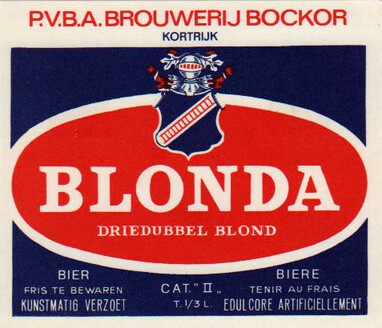 P.V.B.A. BROUWERIJ BOCKOR
KORTRIJK
BLONDA
DRIEDUBBEL BLOND
BIER
FRIS TE BEWAREN
KUNSTMATIG VERZOET
CAT. "II„
T. 1/3 L.
BIERE
TENIR AU FRAIS
EDULCORE ARTIFICIELLEMENT